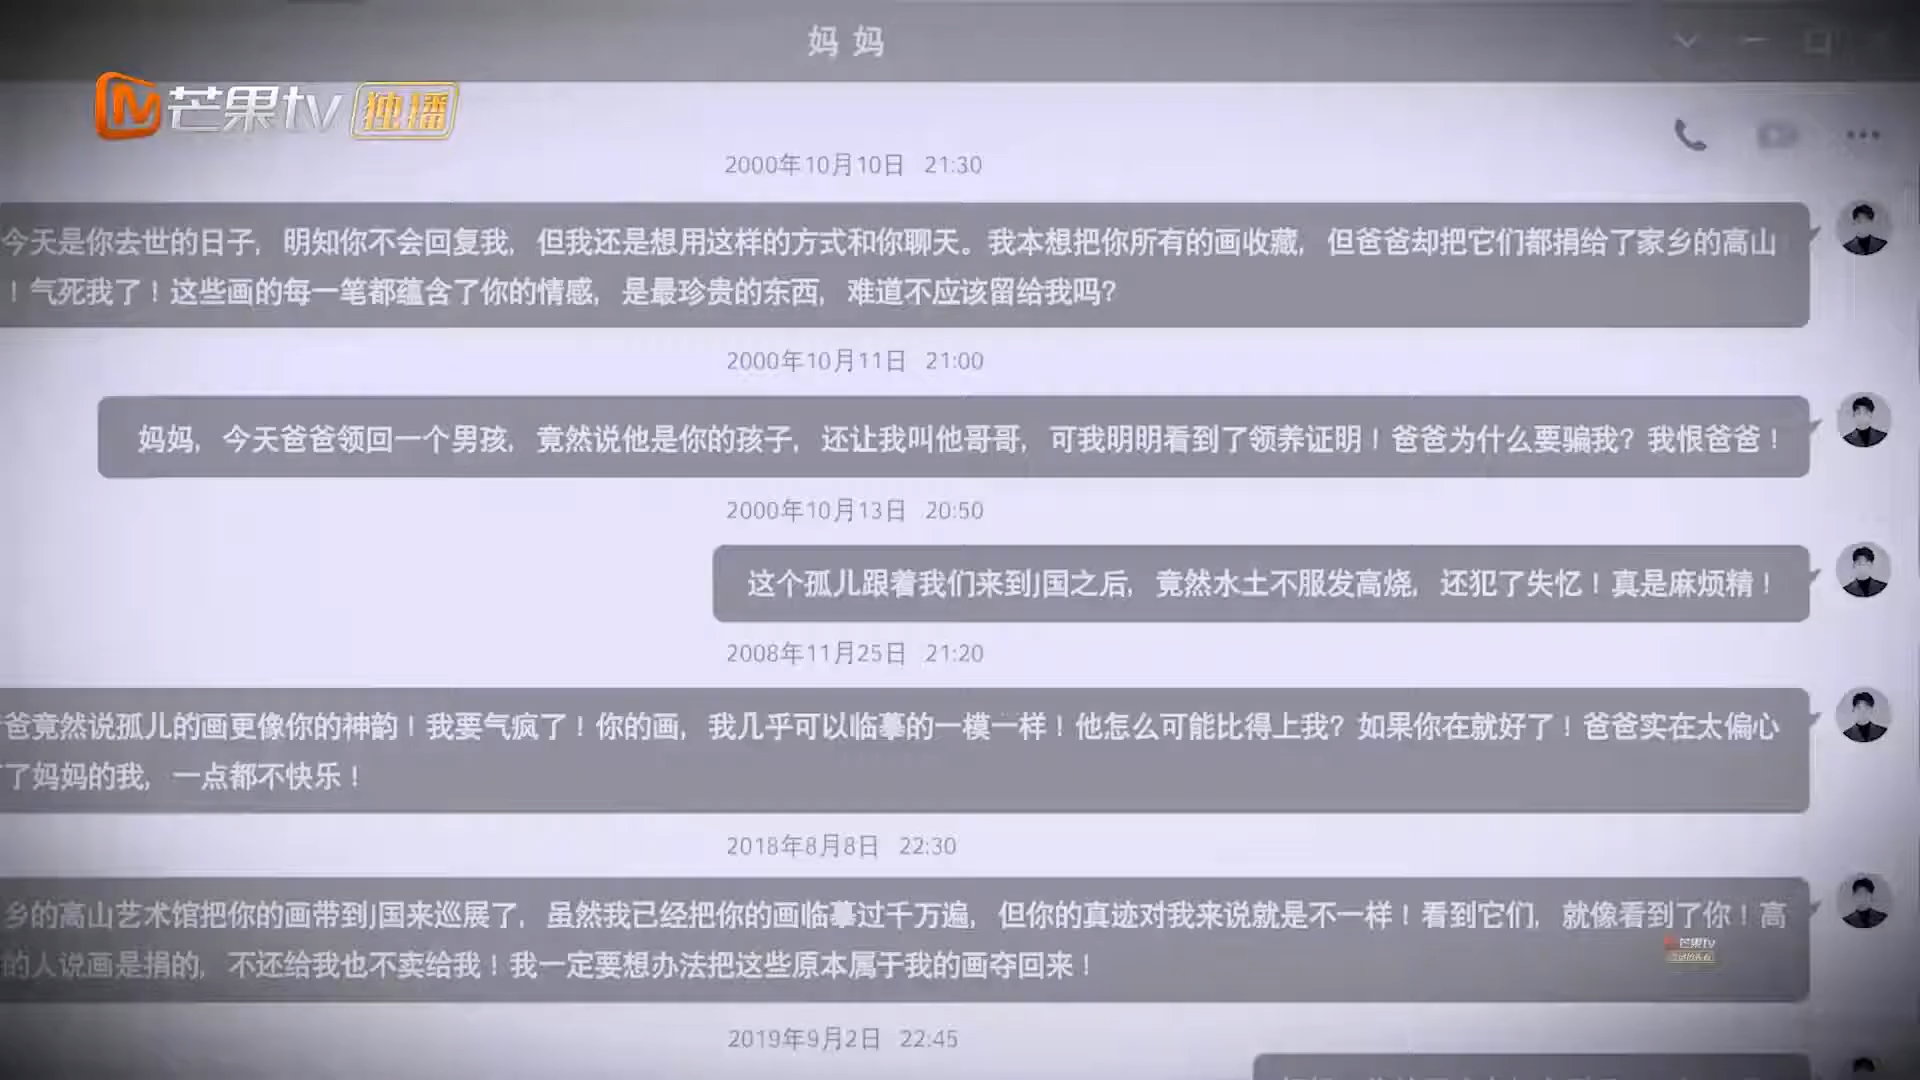 妈妈
芒果tv 独播
2000年10月10日 21:30
今天是你去世的日子，明知你不会回复我，但我还是想用这样的方式和你聊天。我本想把你所有的画收藏，但爸爸却把它们都捐给了家乡的高山
！气死我了！这些画的每一笔都蕴含了你的情感，是最珍贵的东西，难道不应该留给我吗？
2000年10月11日 21:00
妈妈，今天爸爸领回一个男孩，竟然说他是你的孩子，还让我叫他哥哥，可我明明看到了领养证明！爸爸为什么要骗我？我恨爸爸！
2000年10月13日 20:50
这个孤儿跟着我们来到J国之后，竟然水土不服发高烧，还犯了失忆！真是麻烦精！
2008年11月25日 21:20
爸竟然说孤儿的画更像你的神韵！我要气疯了！你的画，我几乎可以临摹的一模一样！他怎么可能比得上我？如果你在就好了！爸爸实在太偏心
了妈妈的我，一点都不快乐！
2018年8月8日 22:30
乡的高山艺术馆把你的画带到J国来巡展了，虽然我已经把你的画临摹过千万遍，但你的真迹对我来说就是不一样！看到它们，就像看到了你！高
的人说画是捐的，不还给我也不卖给我！我一定要想办法把这些原本属于我的画夺回来！
芒果tv
2019年9月2日 22:45